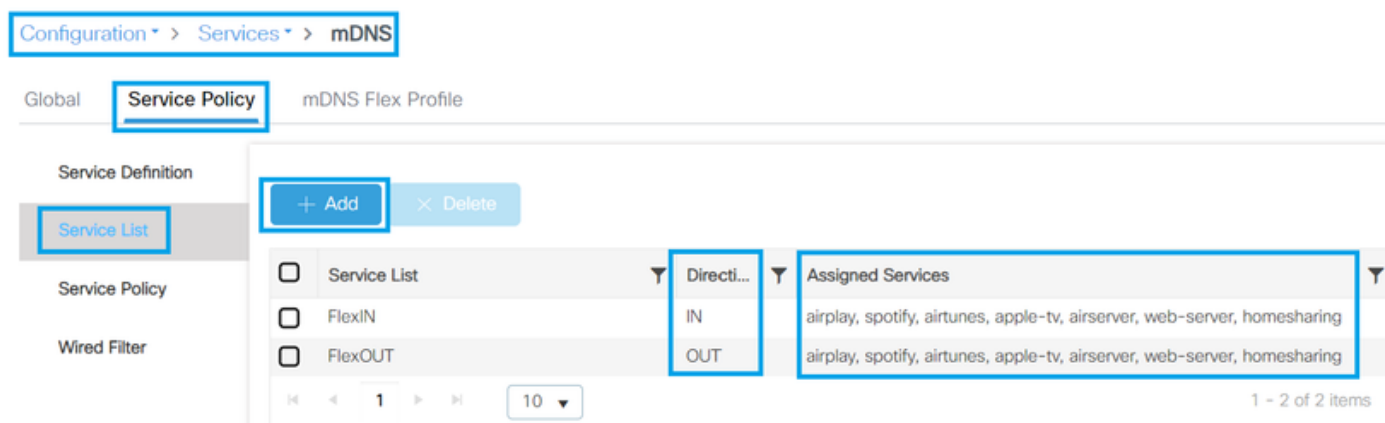 Configuration > Services > mDNS
Global Service Policy mDNS Flex Profile
Service Definition
Service List
Service Policy
Wired Filter
+ Add × Delete
Service List Directi... Assigned Services
FlexIN IN airplay, spotify, airtunes, apple-tv, airserver, web-server, homesharing
FlexOUT OUT airplay, spotify, airtunes, apple-tv, airserver, web-server, homesharing
1 10 1 - 2 of 2 items